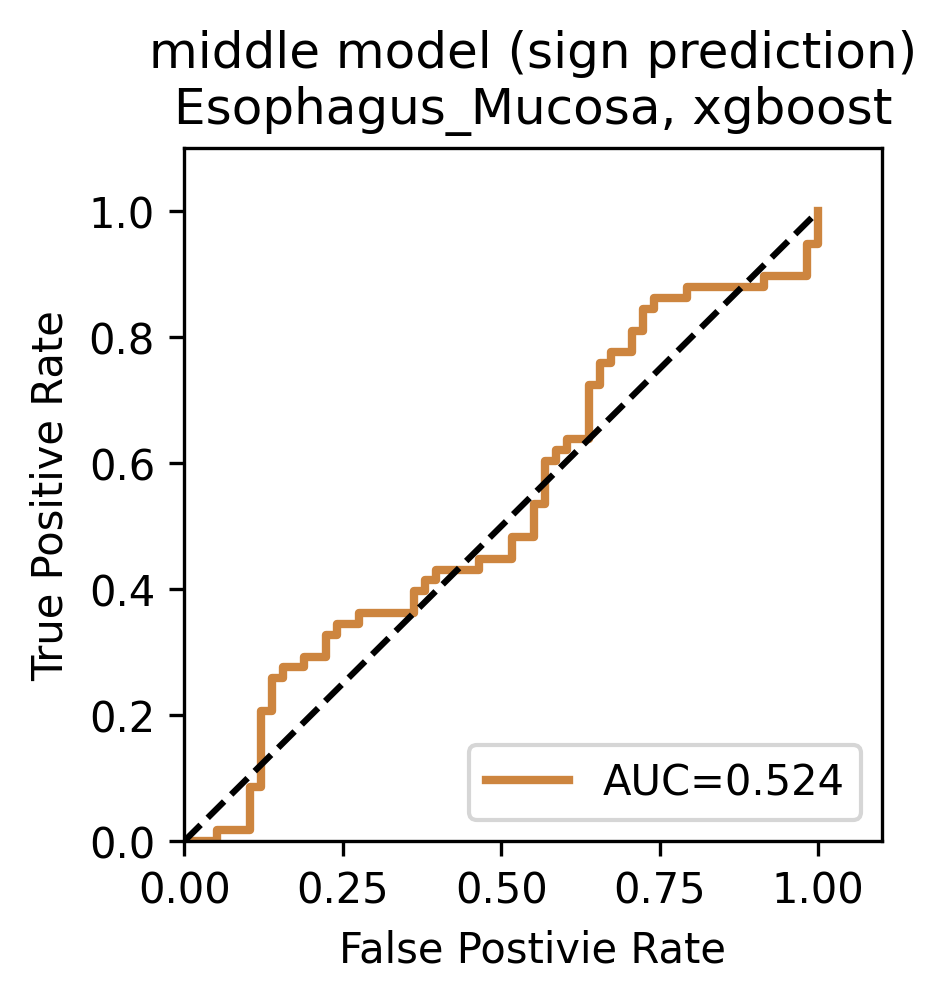 middle model (sign prediction)
Esophagus_Mucosa, xgboost
True Positive Rate
1.0
0.8
0.6
0.4
0.2
0.0
AUC=0.524
0.00 0.25 0.50 0.75 1.00
False Postivie Rate